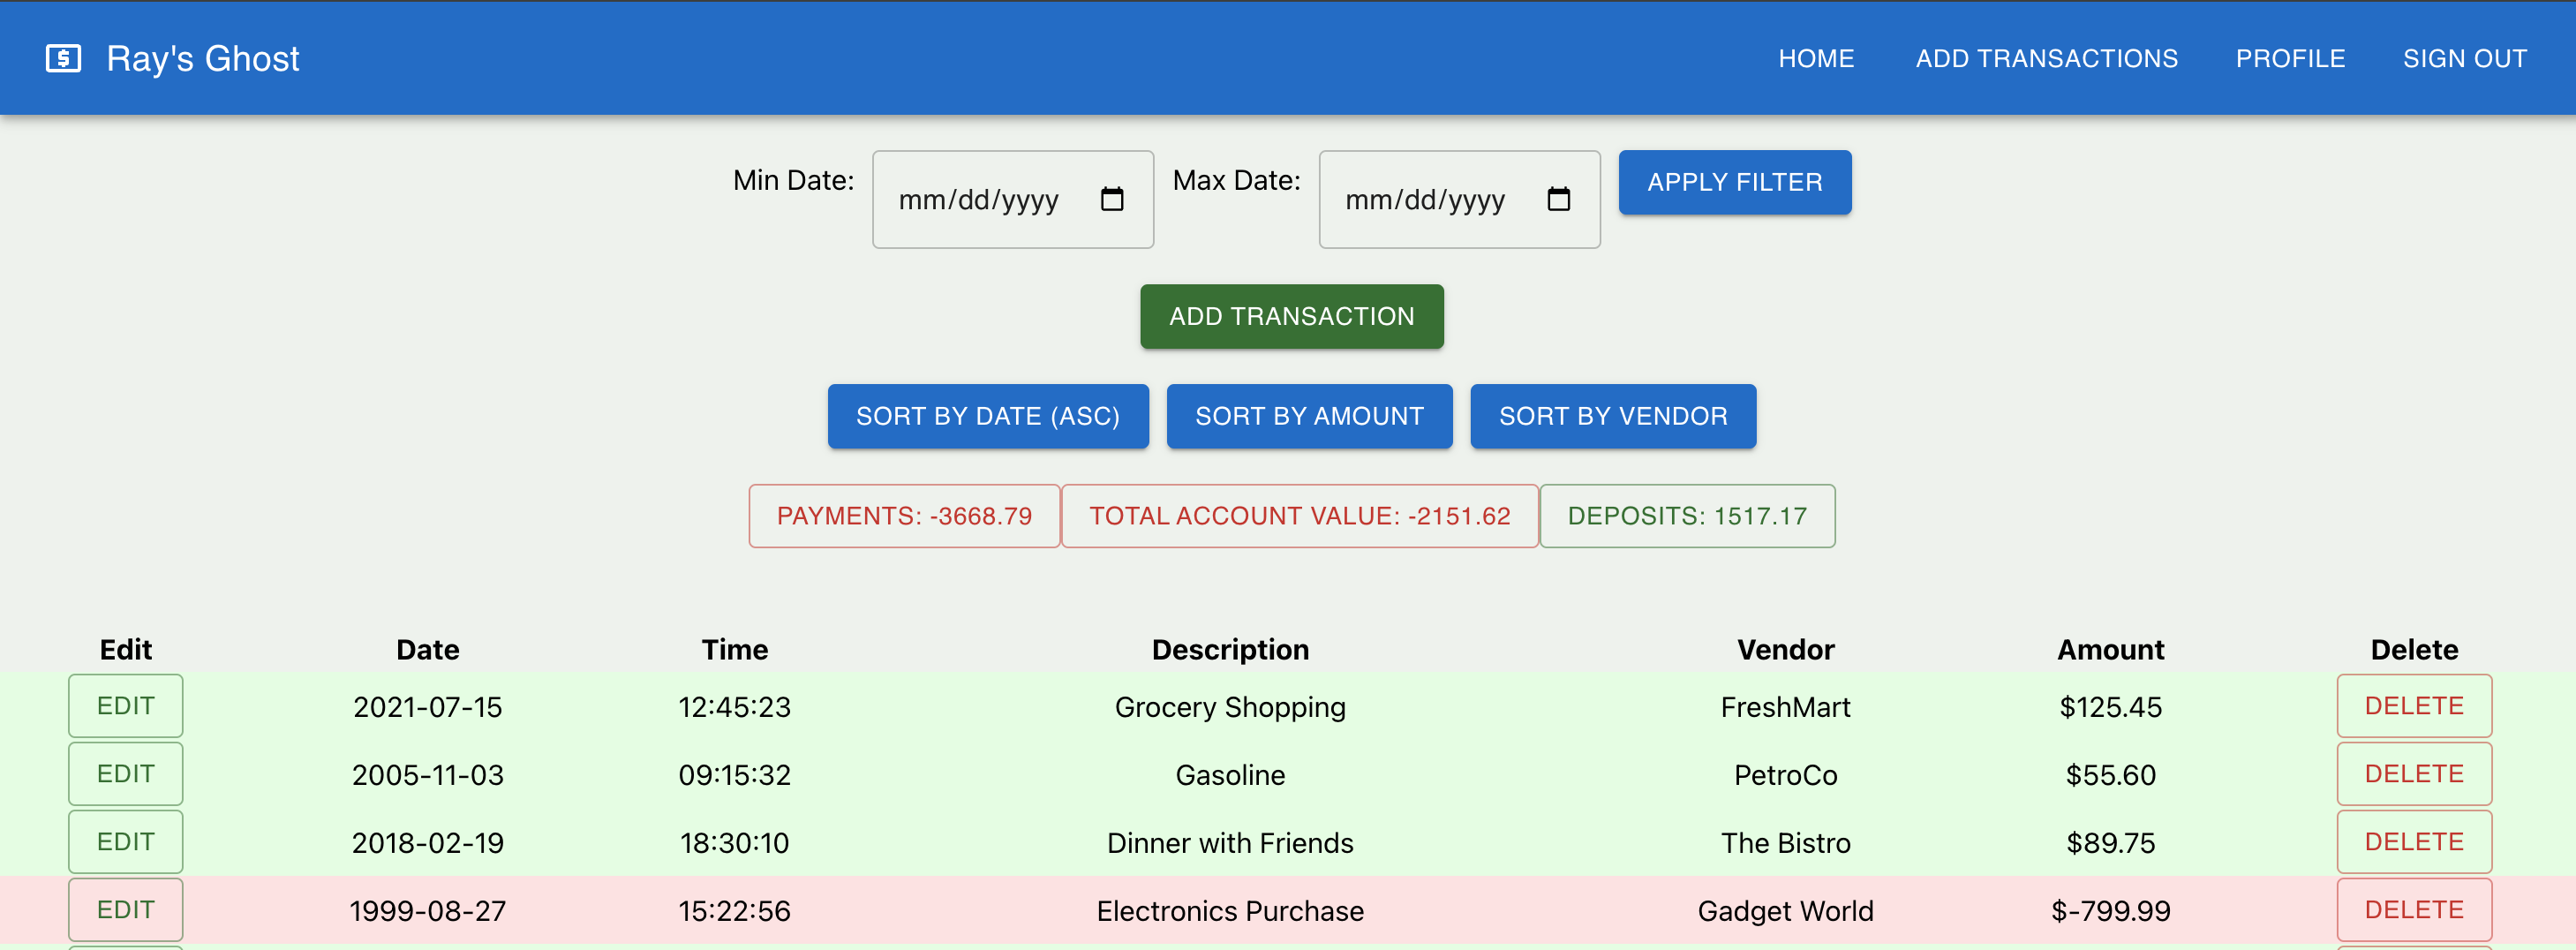 Ray's Ghost HOME ADD TRANSACTIONS PROFILE SIGN OUT
Min Date: mm/dd/yyyy Max Date: mm/dd/yyyy APPLY FILTER
ADD TRANSACTION
SORT BY DATE (ASC) SORT BY AMOUNT SORT BY VENDOR
PAYMENTS: -3668.79 TOTAL ACCOUNT VALUE: -2151.62 DEPOSITS: 1517.17
Edit Date Time Description Vendor Amount Delete
EDIT 2021-07-15 12:45:23 Grocery Shopping FreshMart $125.45 DELETE
EDIT 2005-11-03 09:15:32 Gasoline PetroCo $55.60 DELETE
EDIT 2018-02-19 18:30:10 Dinner with Friends The Bistro $89.75 DELETE
EDIT 1999-08-27 15:22:56 Electronics Purchase Gadget World $-799.99 DELETE